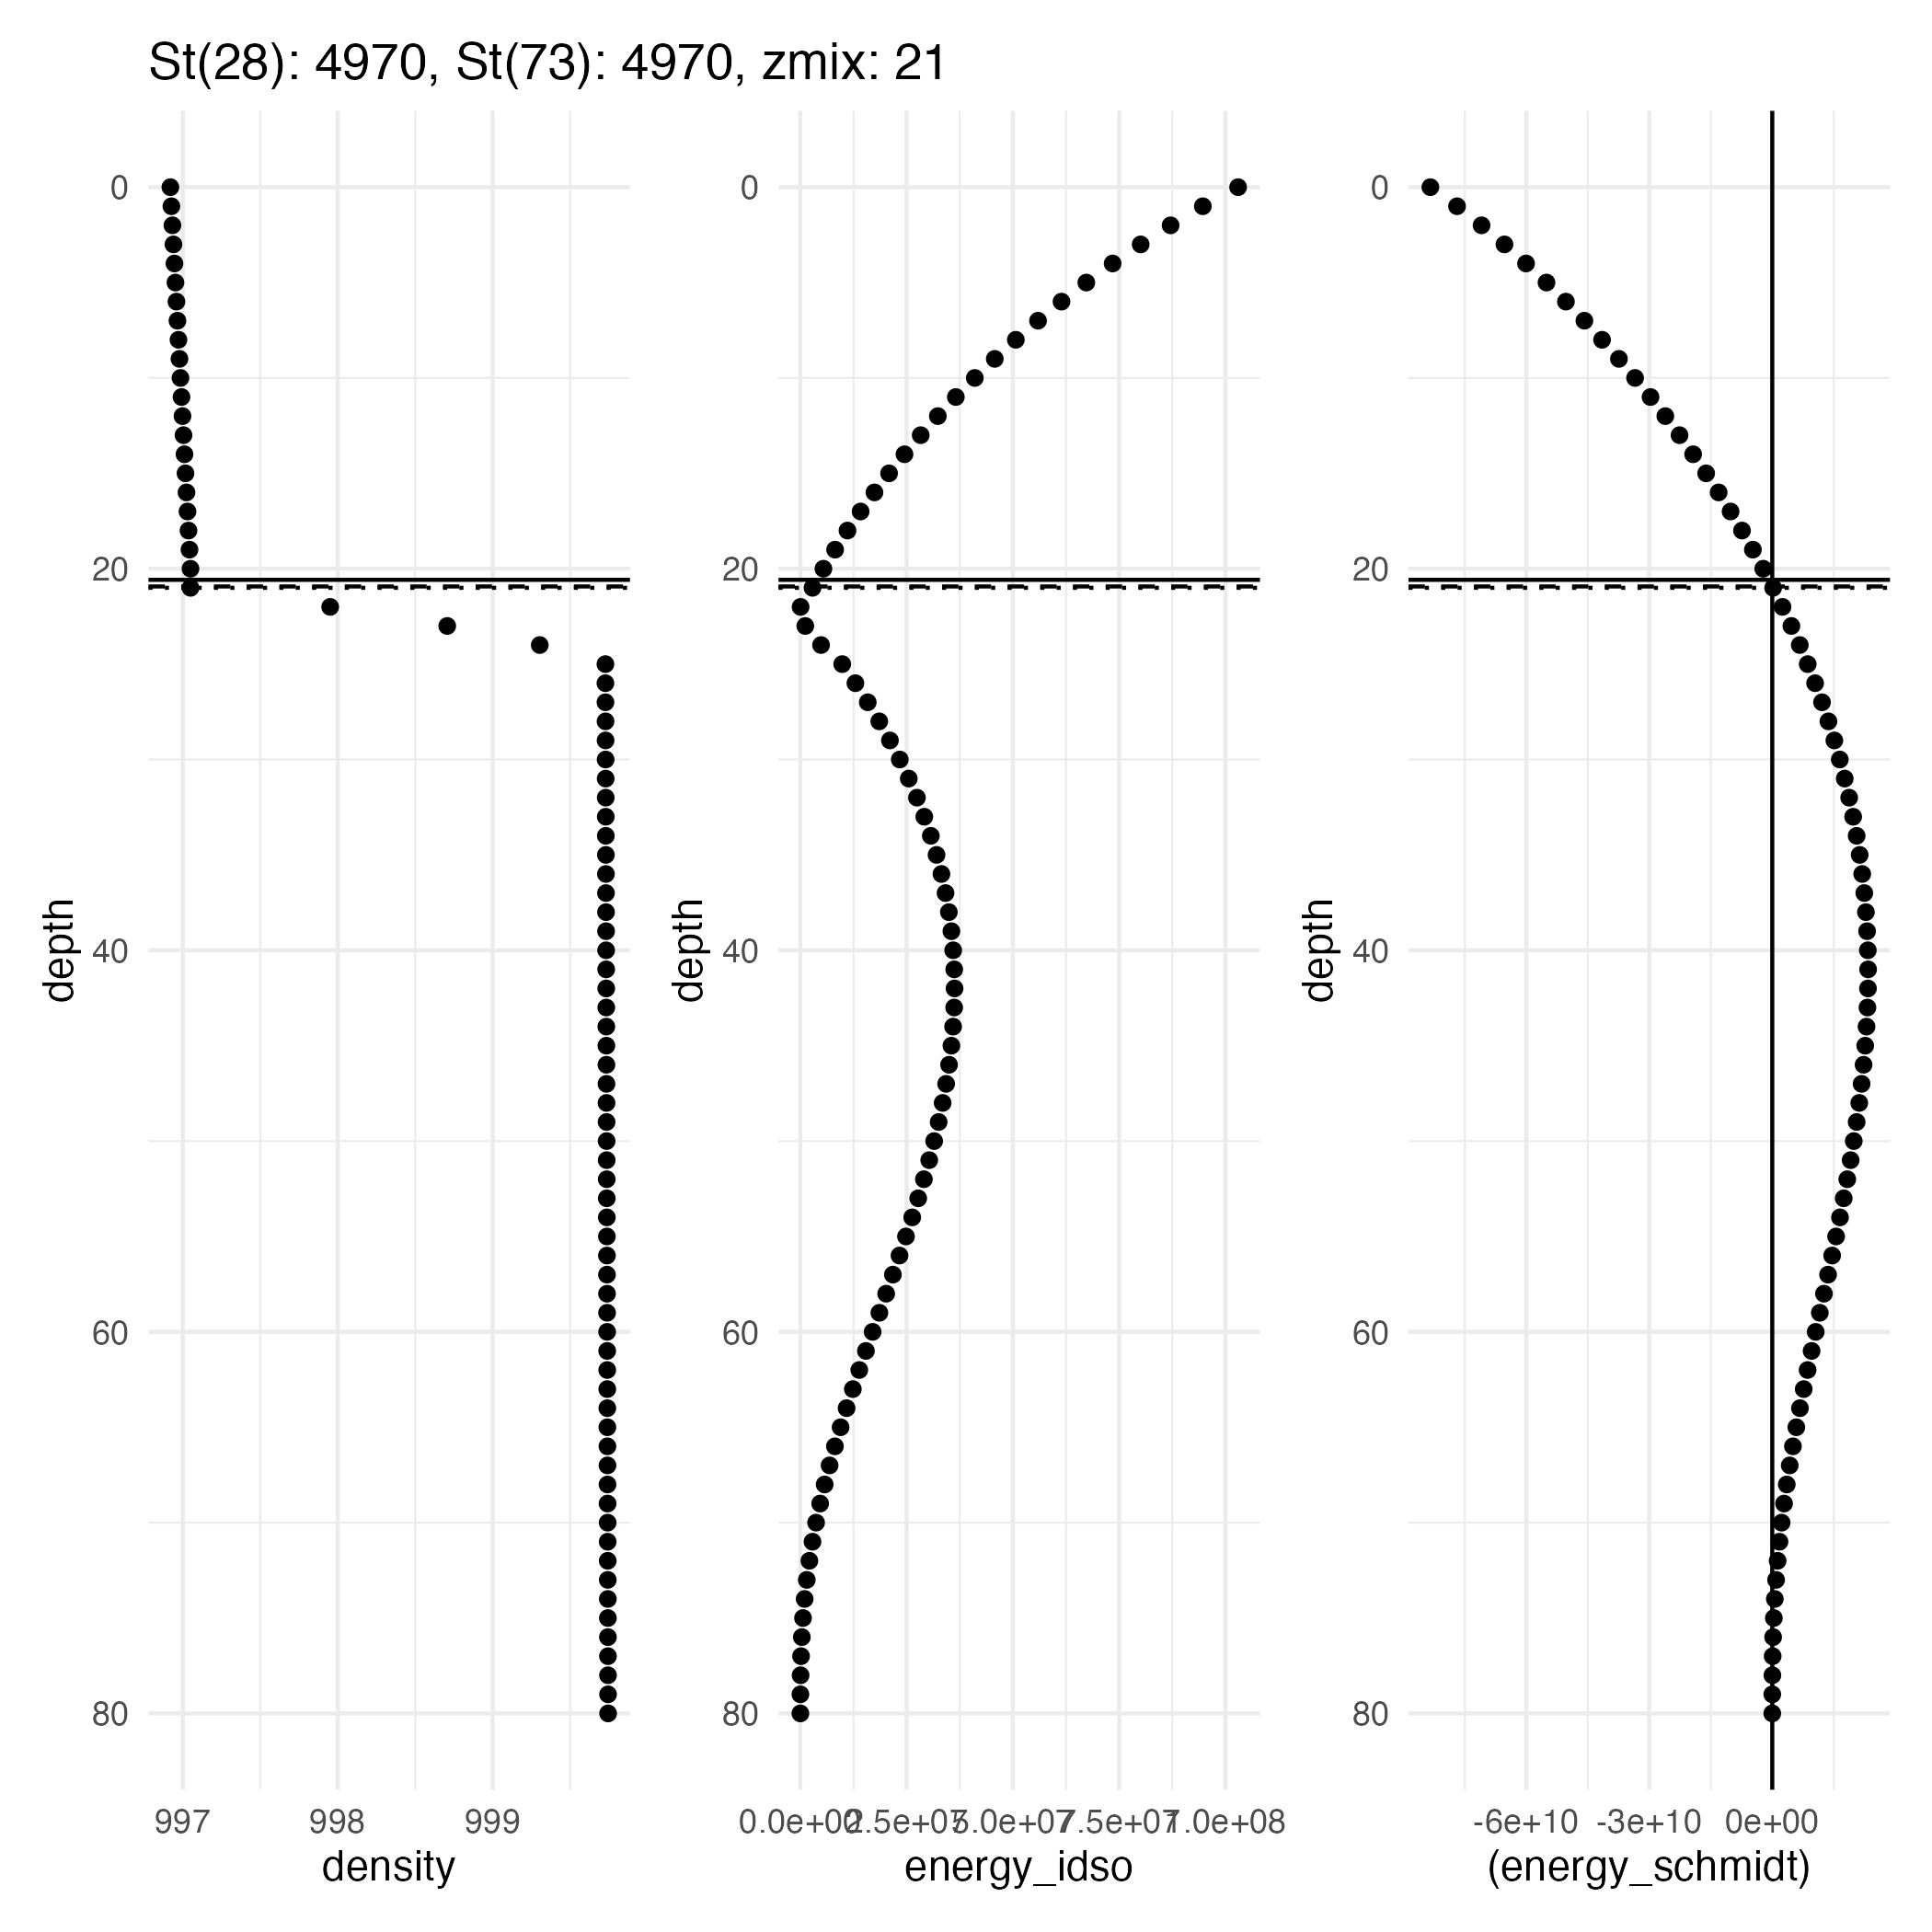 St(28): 4970, St(73): 4970, zmix: 21
depth
0
20
40
60
80
997 998 999
density
depth
0
20
40
60
80
0.0e+00 2.5e+07 5.0e+07 7.5e+07 1.0e+08
energy_idso
depth
0
20
40
60
80
-6e+10 -3e+10 0e+00
(energy_schmidt)